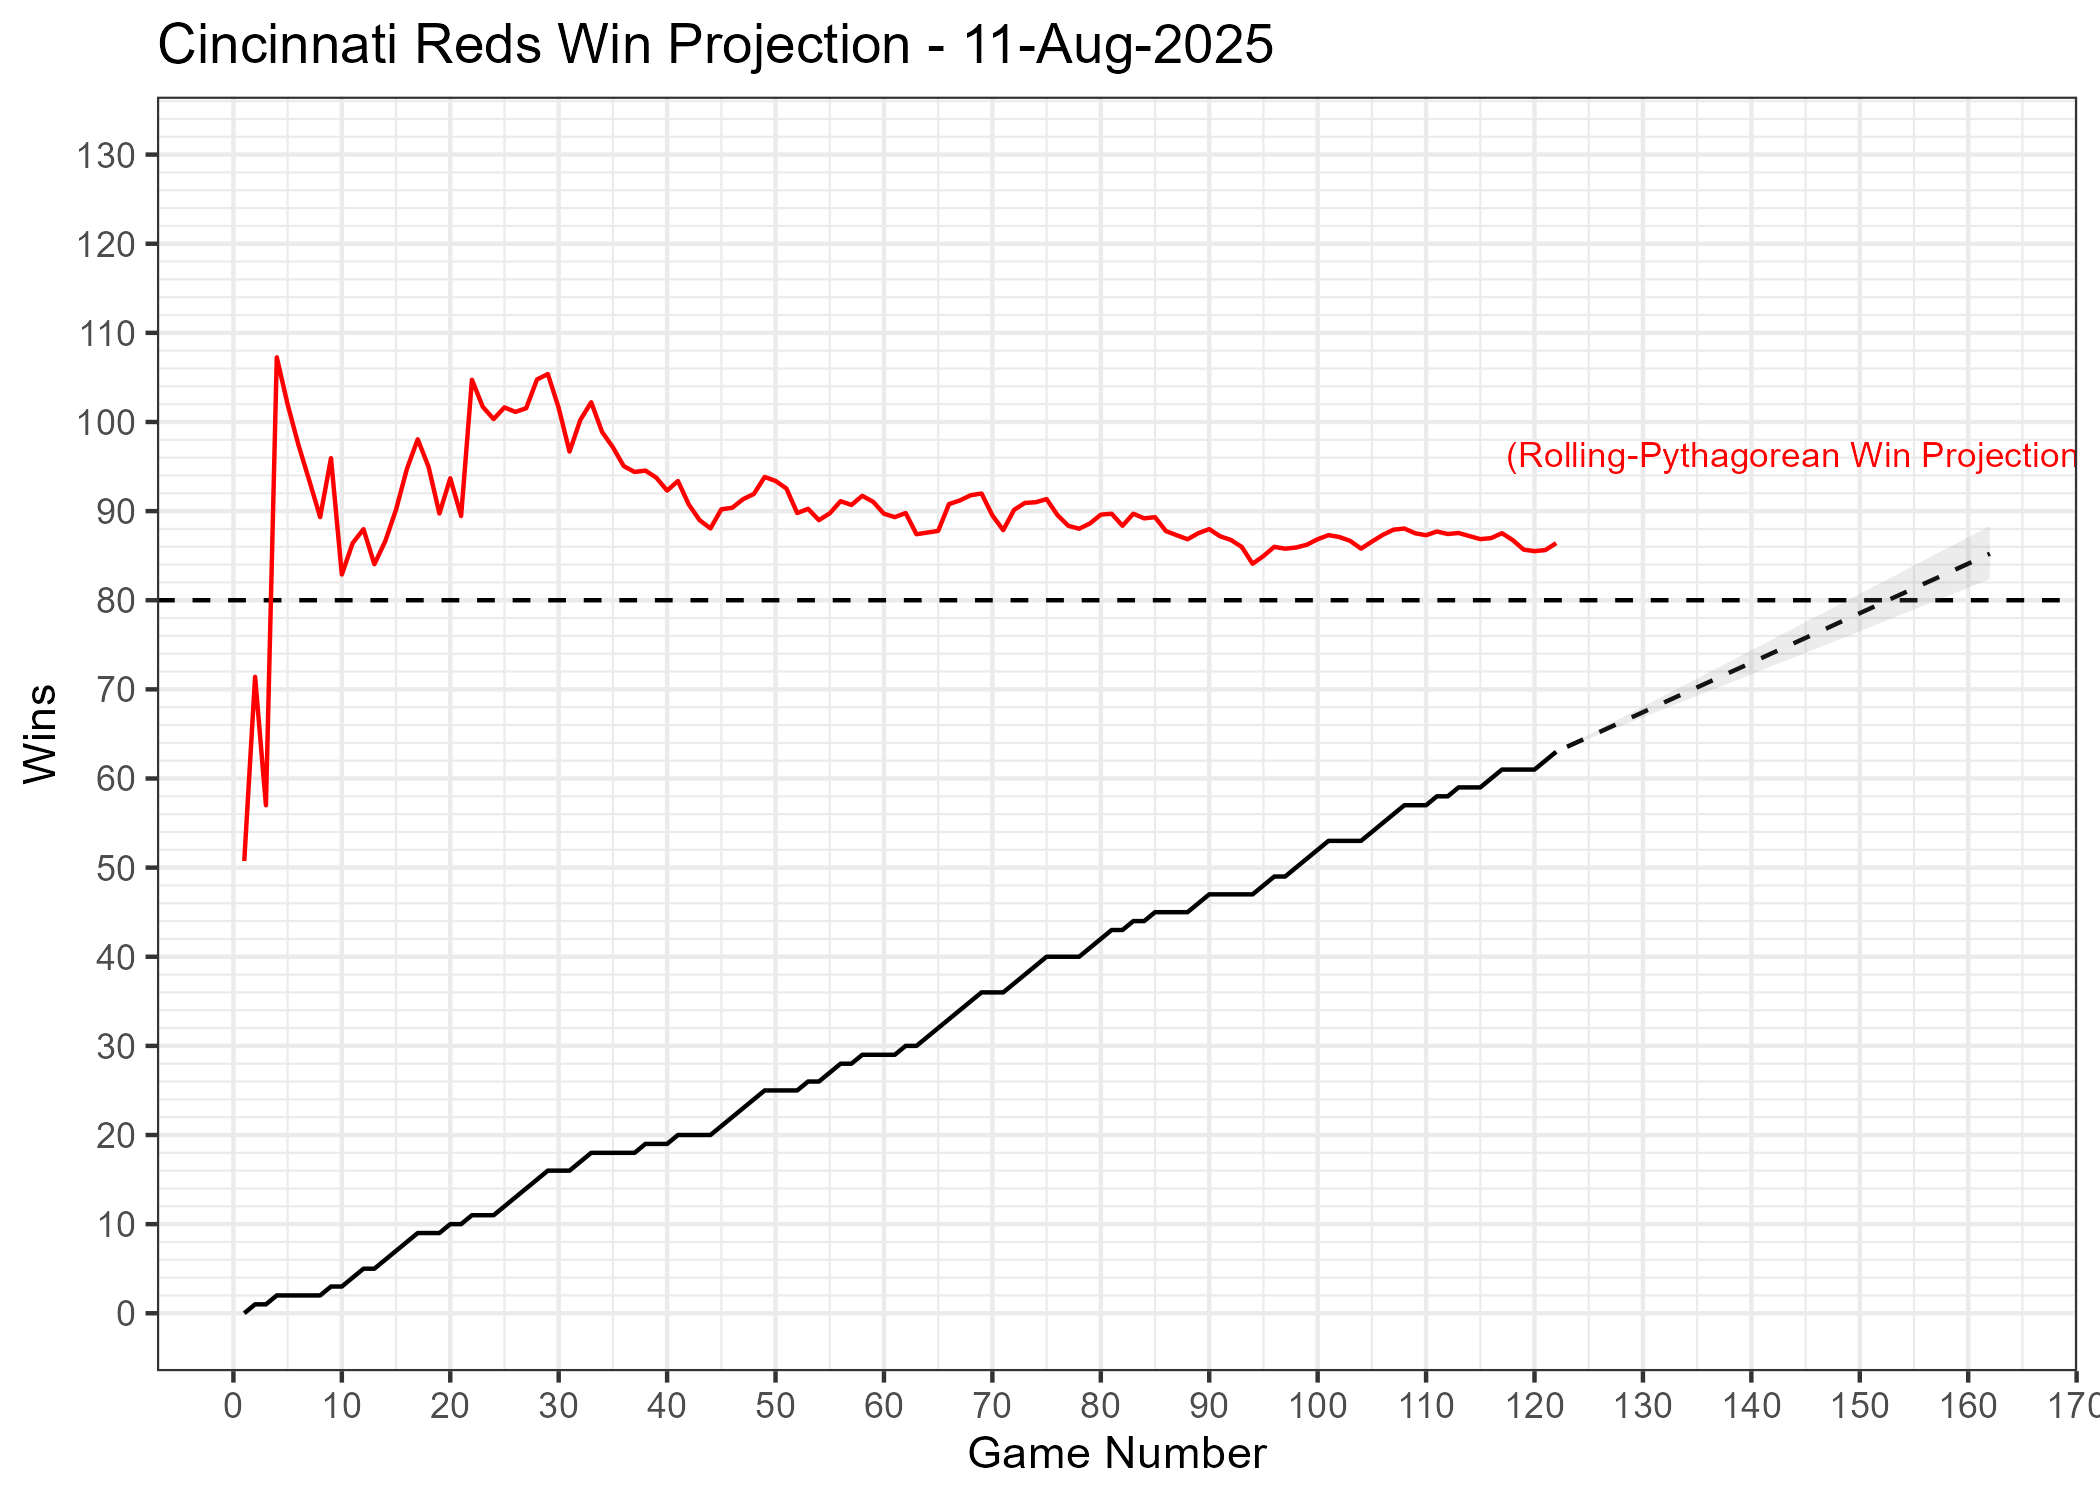 Cincinnati Reds Win Projection - 11-Aug-2025
130
120
110
100
(Rolling-Pythagorean Win Projection
90
80
70
Wins
60
50
40
30
20
10
0
0 10 20 30 40 50 60 70 80 90 100 110 120 130 140 150 160 170
Game Number